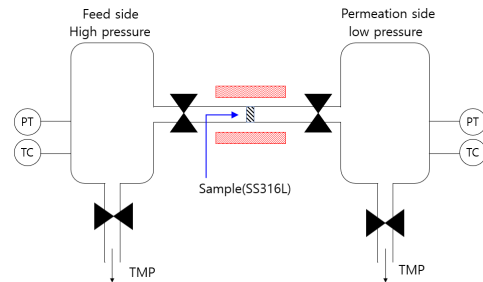 Feed side
High pressure
Permeation side
low pressure
PT
TC
PT
TC
Sample(SS316L)
TMP
TMP